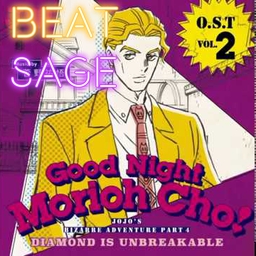 BEAT
SAGE
O.S.T
VOL. 2
Good Night
Morioh Cho!
JOJO'S
BIZARRE ADVENTURE PART 4
DIAMOND IS UNBREAKABLE